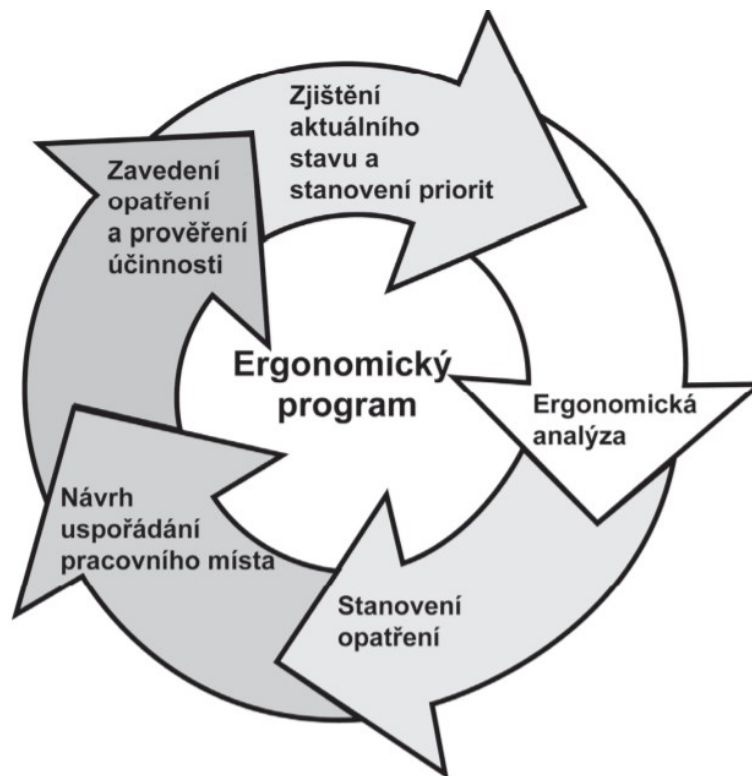 Zjištění
aktuálního
stavu a
stanovení priorit
Ergonomická
analýza
Stanovení
opatření
Návrh
uspořádání
pracovního místa
Zavedení
opatření
a prověření
účinnosti
Ergonomický
program